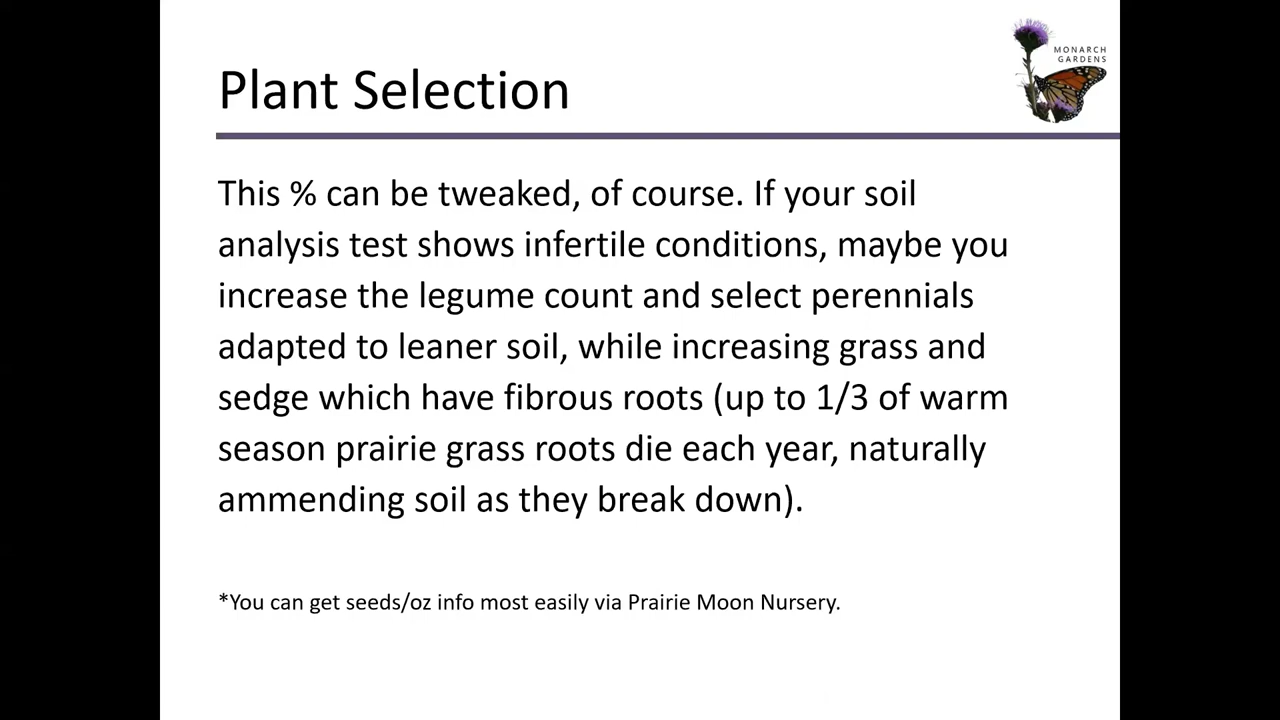 MONARCH
GARDENS
Plant Selection
This % can be tweaked, of course. If your soil
analysis test shows infertile conditions, maybe you
increase the legume count and select perennials
adapted to leaner soil, while increasing grass and
sedge which have fibrous roots (up to 1/3 of warm
season prairie grass roots die each year, naturally
ammending soil as they break down).
*You can get seeds/oz info most easily via Prairie Moon Nursery.